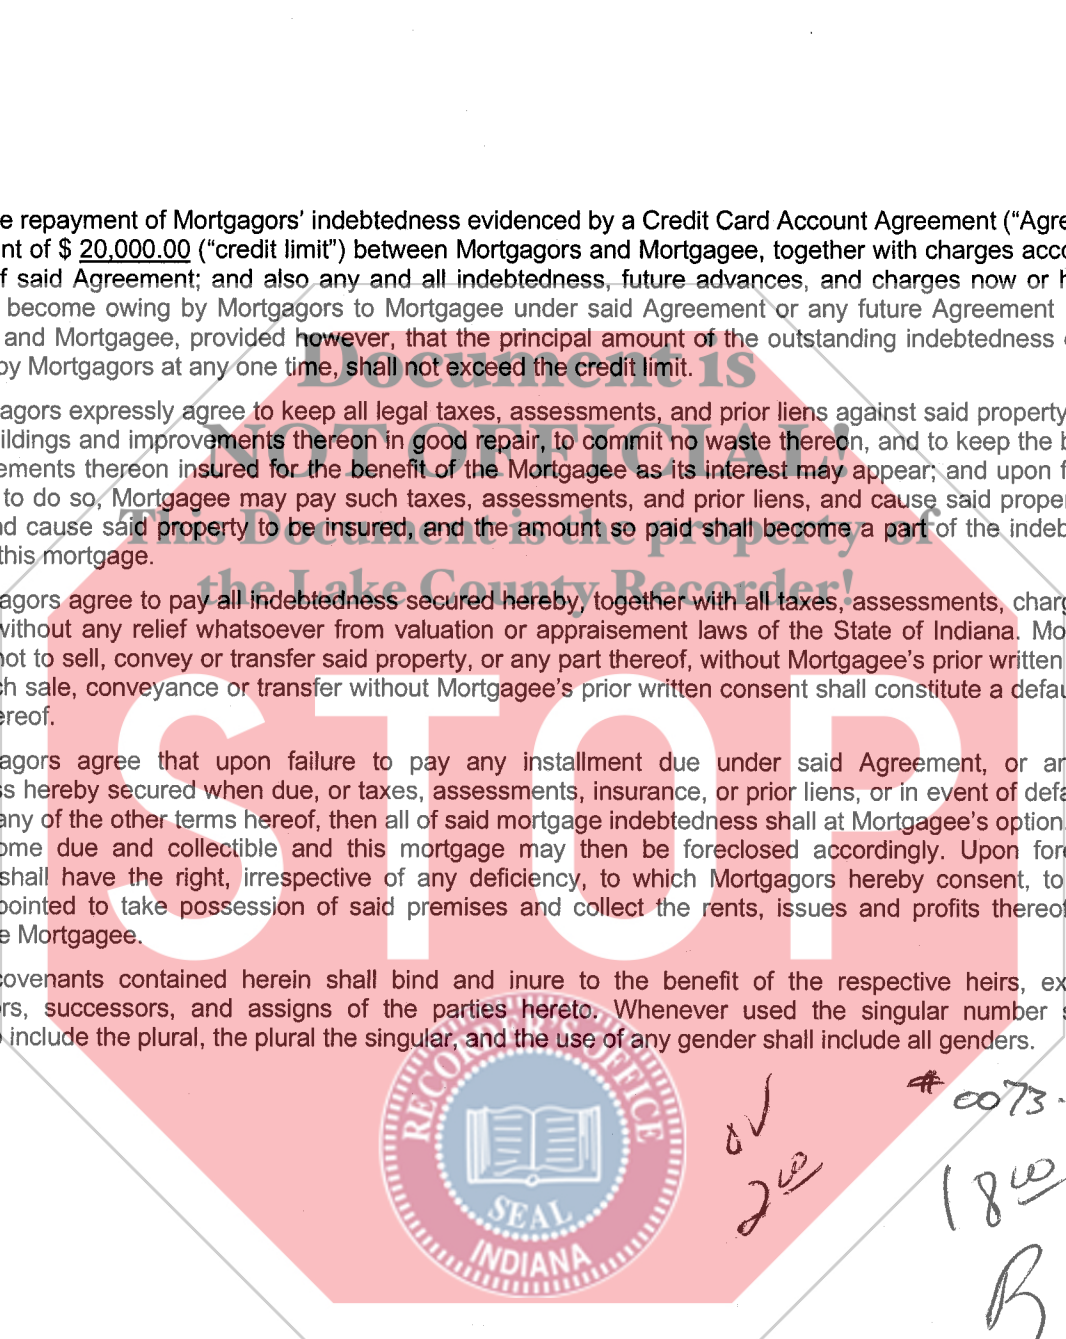 e repayment of Mortgagors' indebtedness evidenced by a Credit Card Account Agreement ("Agre
nt of $ 20,000.00 ("credit limit") between Mortgagors and Mortgagee, together with charges acco
f said Agreement; and also any and all indebtedness, future advances, and charges now or h
become owing by Mortgagors to Mortgagee under said Agreement or any future Agreement
and Mortgagee, provided however, that the principal amount of the outstanding indebtedness
by Mortgagors at any one time, shall not exceed the credit limit.
Document is
agors expressly agree to keep all legal taxes, assessments, and prior liens against said property
ildings and improvements thereon in good repair, to commit no waste thereon, and to keep the b
NOT OFFICIAL!
ements thereon insured for the benefit of the Mortgagee as its interest may appear; and upon f
to do so, Mortgagee may pay such taxes, assessments, and prior liens, and cause said proper
d cause said property to be insured, and the amount so paid shall become a part of the indeb
This Document is the property of
this mortgage.
the Lake County Recorder!
agors agree to pay all indebtedness secured hereby, together with all taxes, assessments, charg
without any relief whatsoever from valuation or appraisement laws of the State of Indiana. Mo
not to sell, convey or transfer said property, or any part thereof, without Mortgagee's prior written
h sale, conveyance or transfer without Mortgagee's prior written consent shall constitute a defau
ereof.
STOP
agors agree that upon failure to pay any installment due under said Agreement, or an
s hereby secured when due, or taxes, assessments, insurance, or prior liens, or in event of defa
any of the other terms hereof, then all of said mortgage indebtedness shall at Mortgagee's option
ome due and collectible and this mortgage may then be foreclosed accordingly. Upon for
shall have the right, irrespective of any deficiency, to which Mortgagors hereby consent, to
pointed to take possession of said premises and collect the rents, issues and profits thereof
e Mortgagee.
covenants contained herein shall bind and inure to the benefit of the respective heirs, ex
rs, successors, and assigns of the parties hereto. Whenever used the singular number s
include the plural, the plural the singular, and the use of any gender shall include all genders.
RECORDER'S OFFICE
SEAL
INDIANA
# 0073-
2 00
18 00